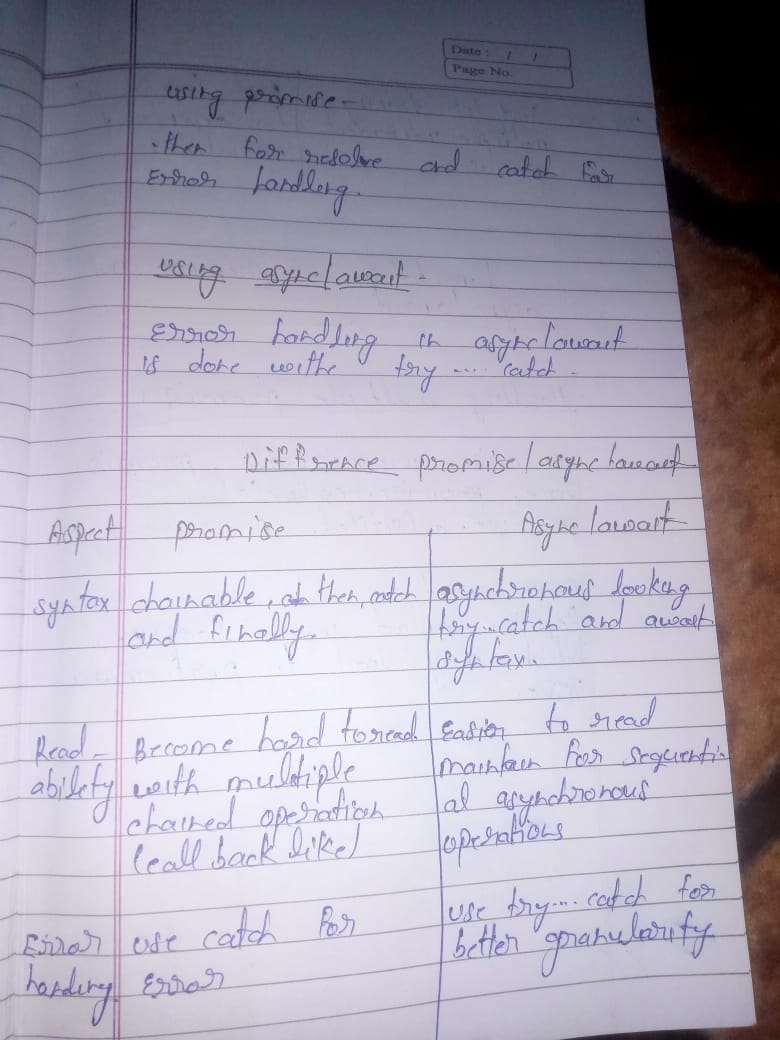 Date : / /
Page No.
using promise -
.then for resolve and catch for
Error handling.
using async/await -
Error handling in async/await
is done withe try ... catch -
Difference promise/async/await
Aspect promise Async/await
syntax chainable, then, catch
and finally.
asynchronous looking
try...catch and await
syntax.
Read-
ability
Become hard to read
with multiple
chained operation
(call back like)
Easier to read
maintain for sequenti-
al asynchronous
operations
Error
handing
use catch for
Error
use try.... catch for
better granularity